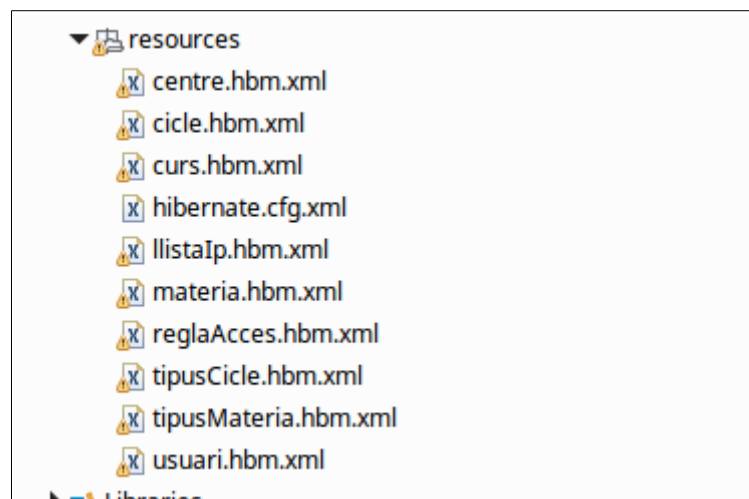 resources
centre.hbm.xml
cicle.hbm.xml
curs.hbm.xml
hibernate.cfg.xml
llistaIp.hbm.xml
materia.hbm.xml
reglaAcces.hbm.xml
tipusCicle.hbm.xml
tipusMateria.hbm.xml
usuari.hbm.xml
Libraries